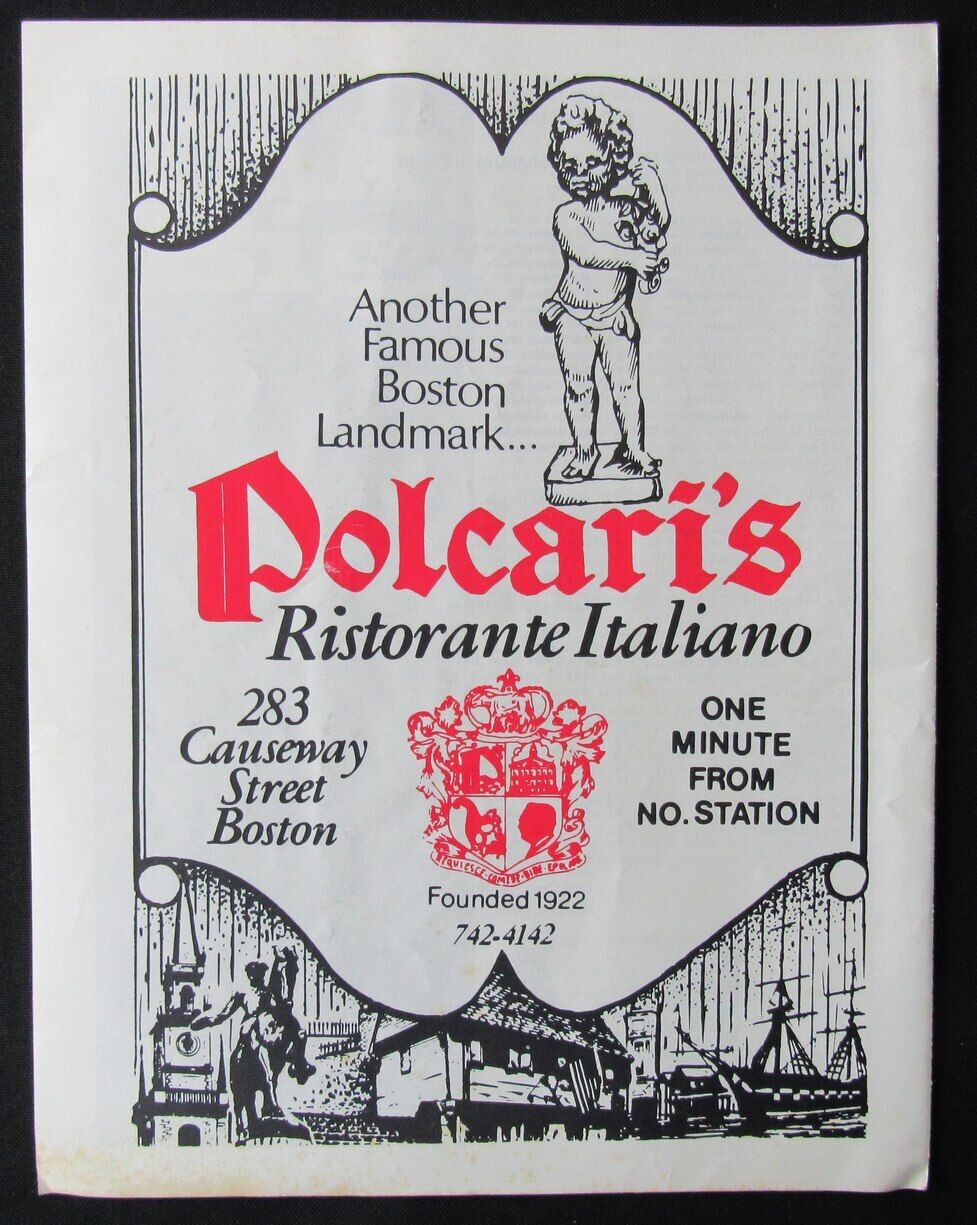 Another
Famous
Boston
Landmark...
Polcari's
Ristorante Italiano
283
Causeway
Street
Boston
ONE
MINUTE
FROM
NO. STATION
Founded 1922
742-4142